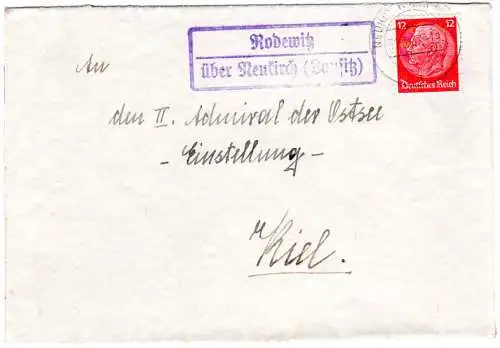 Rodewitz
über Neukirch (Lausitz)
12 12
Deutsches Reich
An
den II. Admiral der Ostsee
- Einstellung -
Kiel.